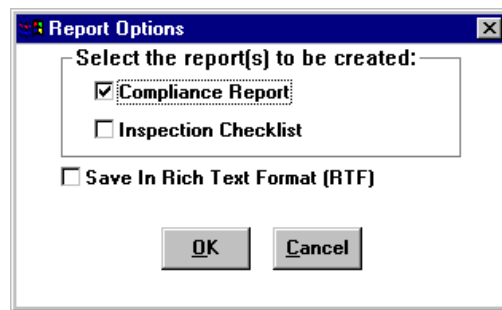 Report Options
Select the report(s) to be created:
Compliance Report
Inspection Checklist
Save In Rich Text Format (RTF)
OK
Cancel